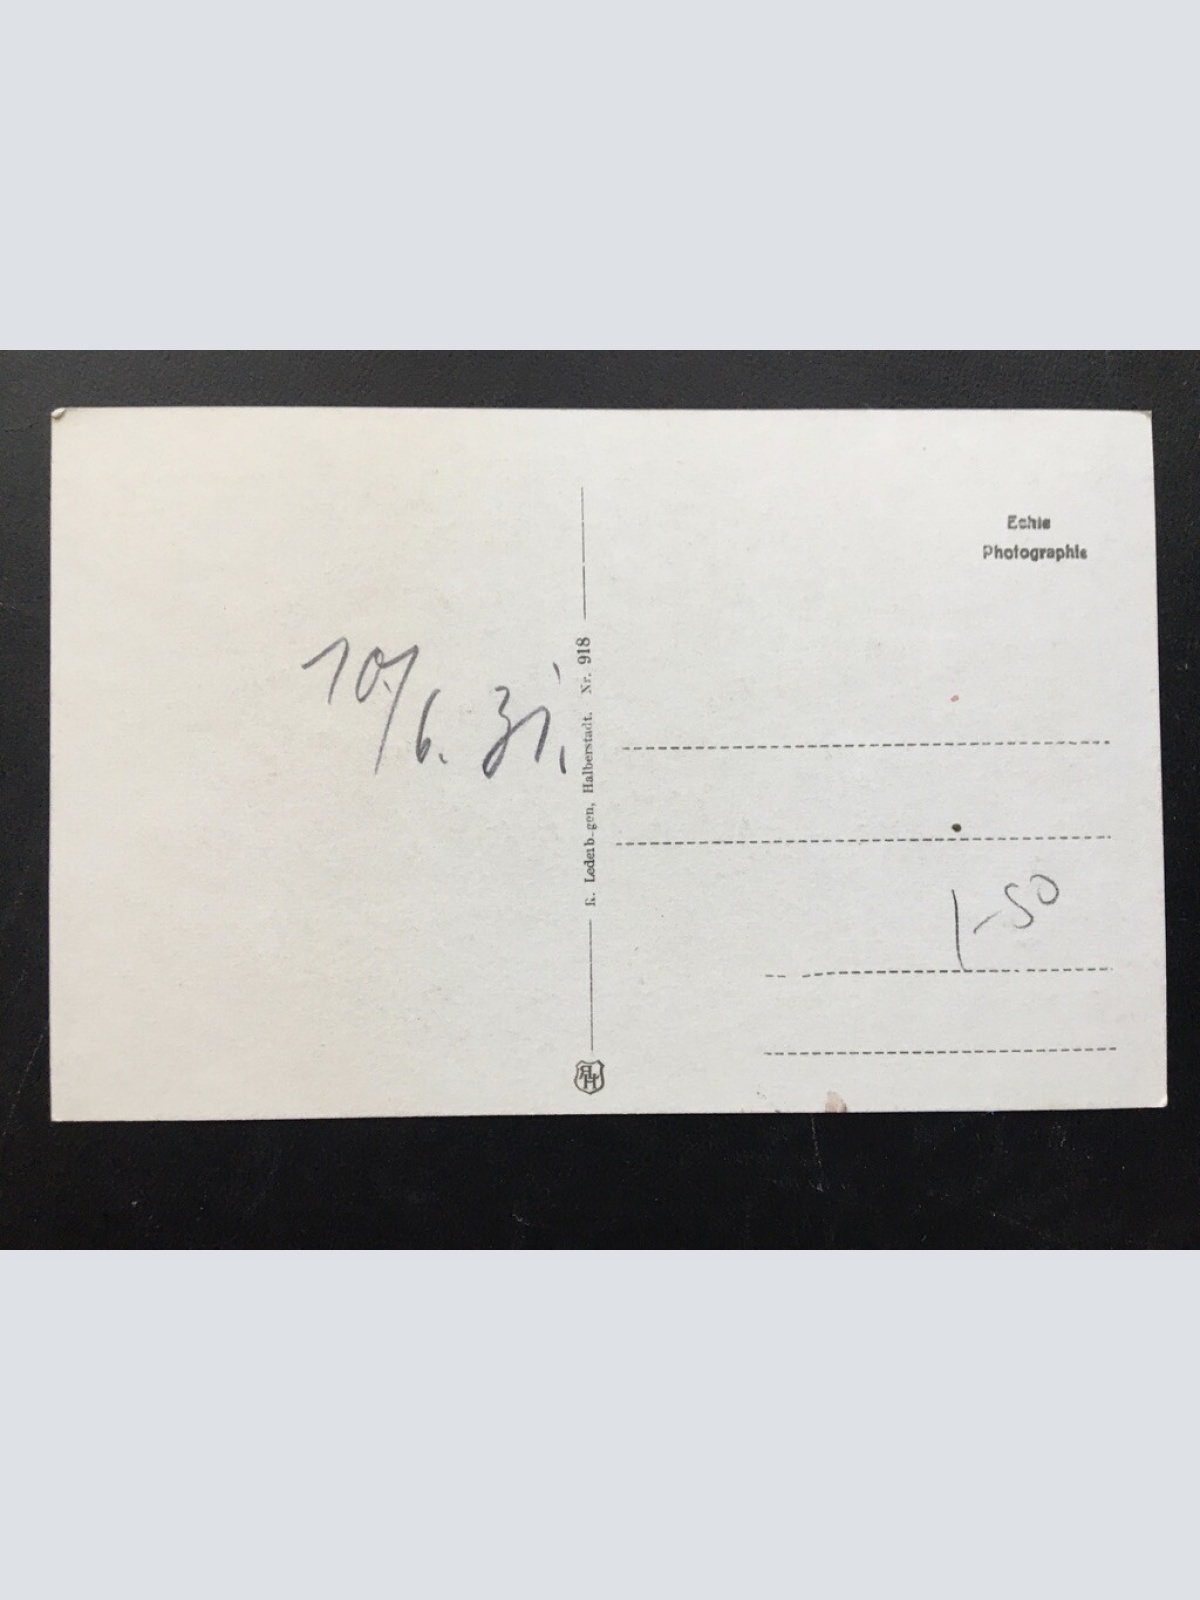 10./6. 31.
R. Lederbogen, Halberstadt. Nr. 918
Echte
Photographie
1-50